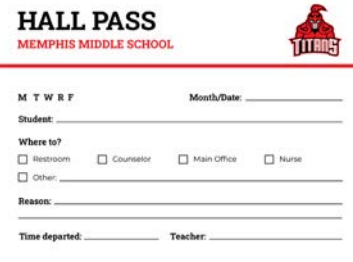 HALL PASS
MEMPHIS MIDDLE SCHOOL
TITANS
M T W R F Month/Date:
Student:
Where to?
Restroom Counselor Main Office Nurse
Other:
Reason:
Time departed: Teacher: